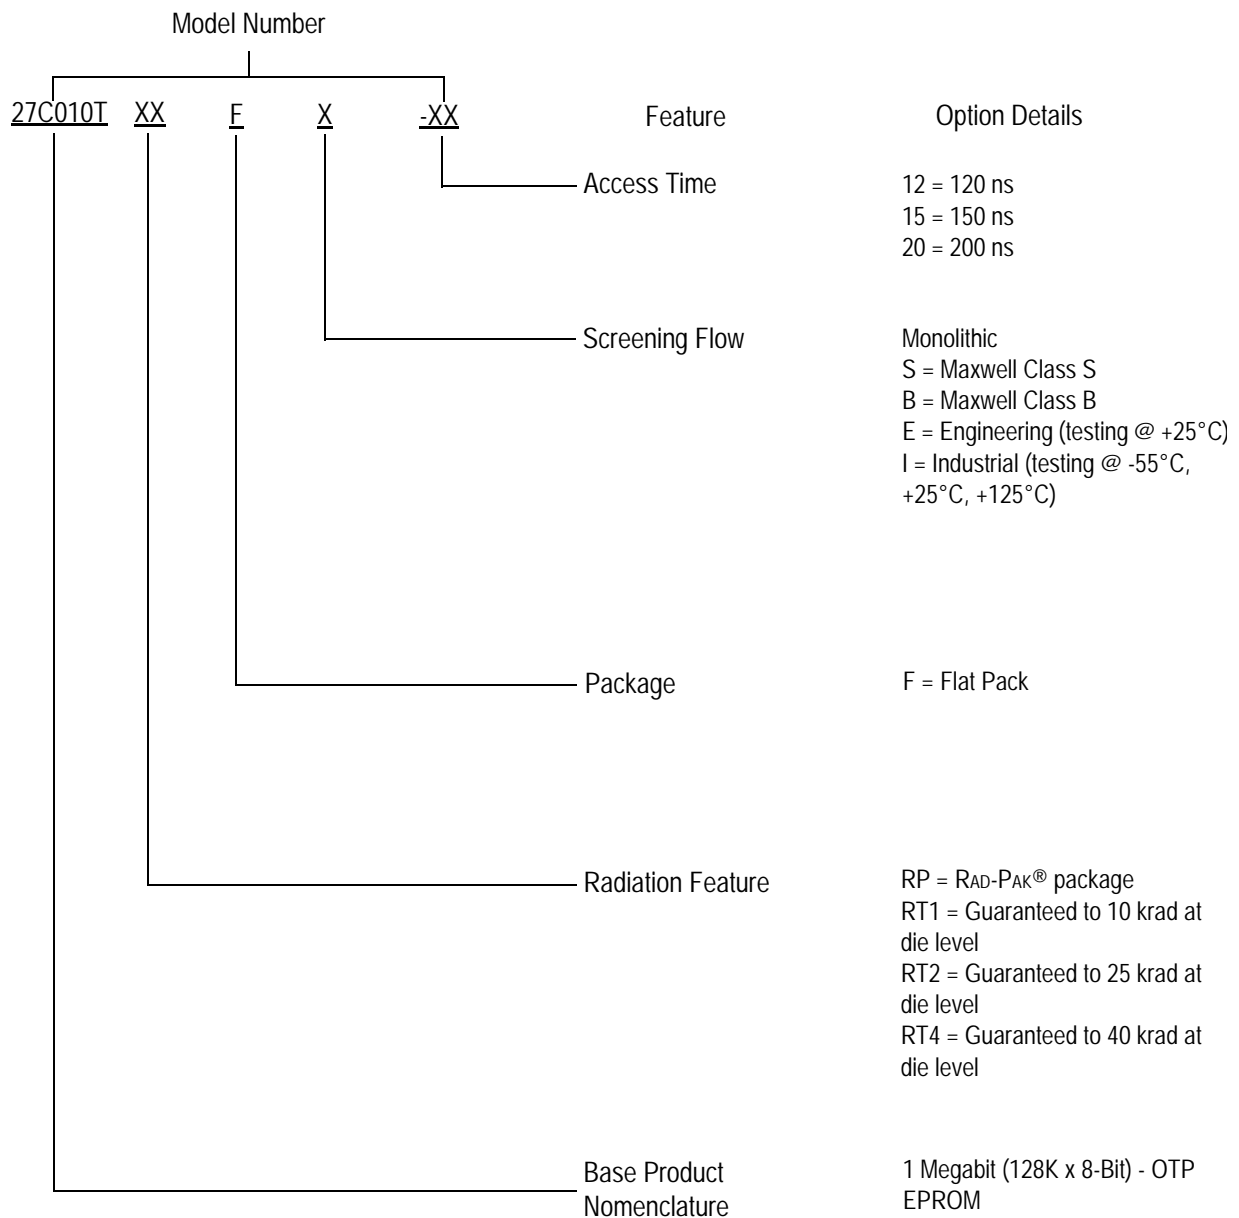 Model Number
27C010T XX F X -XX Feature Option Details
Access Time 12 = 120 ns
15 = 150 ns
20 = 200 ns
Screening Flow Monolithic
S = Maxwell Class S
B = Maxwell Class B
E = Engineering (testing @ +25°C)
I = Industrial (testing @ -55°C,
+25°C, +125°C)
Package F = Flat Pack
Radiation Feature RP = RAD-PAK® package
RT1 = Guaranteed to 10 krad at
die level
RT2 = Guaranteed to 25 krad at
die level
RT4 = Guaranteed to 40 krad at
die level
Base Product 1 Megabit (128K x 8-Bit) - OTP
Nomenclature EPROM